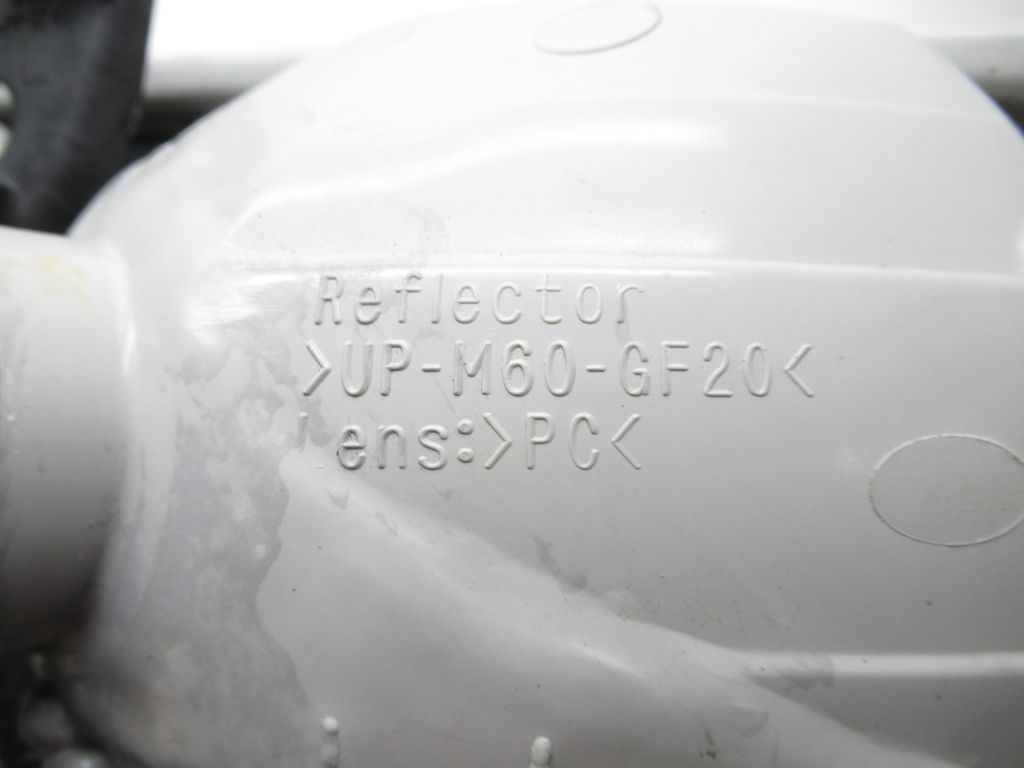 Reflector
>UP-M60-GF20<
Lens:>PC<